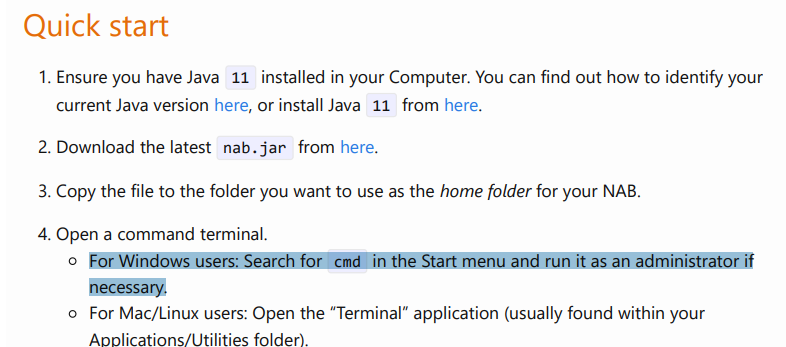 Quick start
1. Ensure you have Java 11 installed in your Computer. You can find out how to identify your
current Java version here, or install Java 11 from here.
2. Download the latest nab.jar from here.
3. Copy the file to the folder you want to use as the home folder for your NAB.
4. Open a command terminal.
○ For Windows users: Search for cmd in the Start menu and run it as an administrator if
necessary.
○ For Mac/Linux users: Open the “Terminal” application (usually found within your
Applications/Utilities folder).